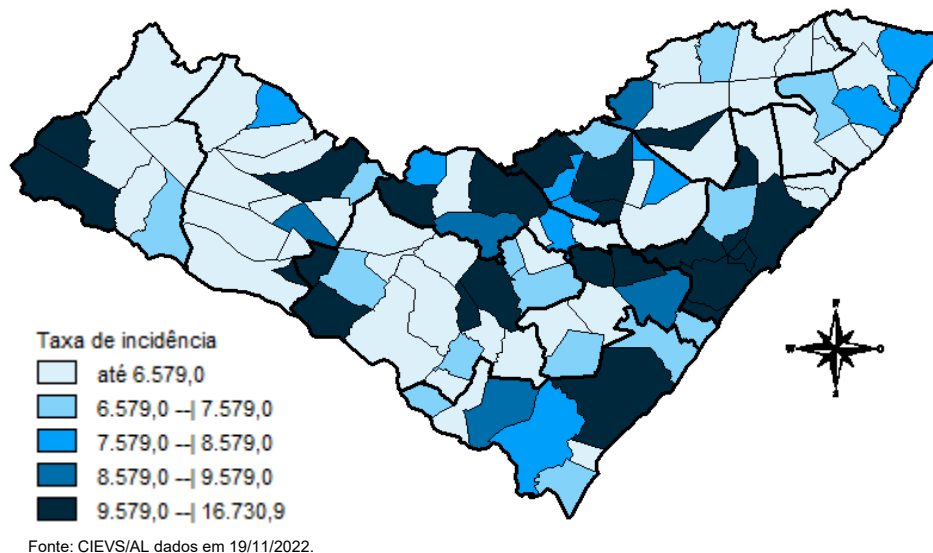 Taxa de incidência
até 6.579,0
6.579,0 --| 7.579,0
7.579,0 --| 8.579,0
8.579,0 --| 9.579,0
9.579,0 --| 16.730,9
Fonte: CIEVS/AL dados em 19/11/2022.
N
W
O
S